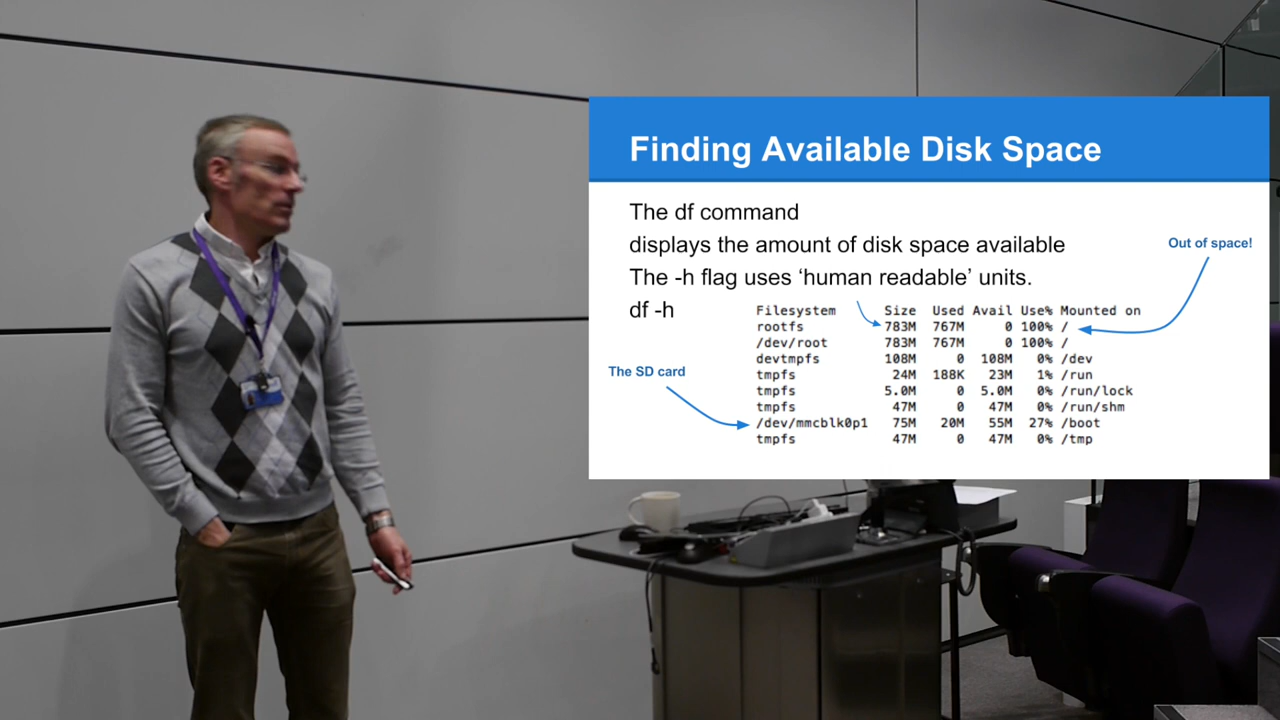 Finding Available Disk Space
The df command
displays the amount of disk space available
Out of space!
The -h flag uses ‘human readable’ units.
df -h
Filesystem Size Used Avail Use% Mounted on
rootfs 783M 767M 0 100% /
/dev/root 783M 767M 0 100% /
devtmpfs 108M 0 108M 0% /dev
tmpfs 24M 188K 23M 1% /run
The SD card
tmpfs 5.0M 0 5.0M 0% /run/lock
tmpfs 47M 0 47M 0% /run/shm
/dev/mmcblk0p1 75M 20M 55M 27% /boot
tmpfs 47M 0 47M 0% /tmp